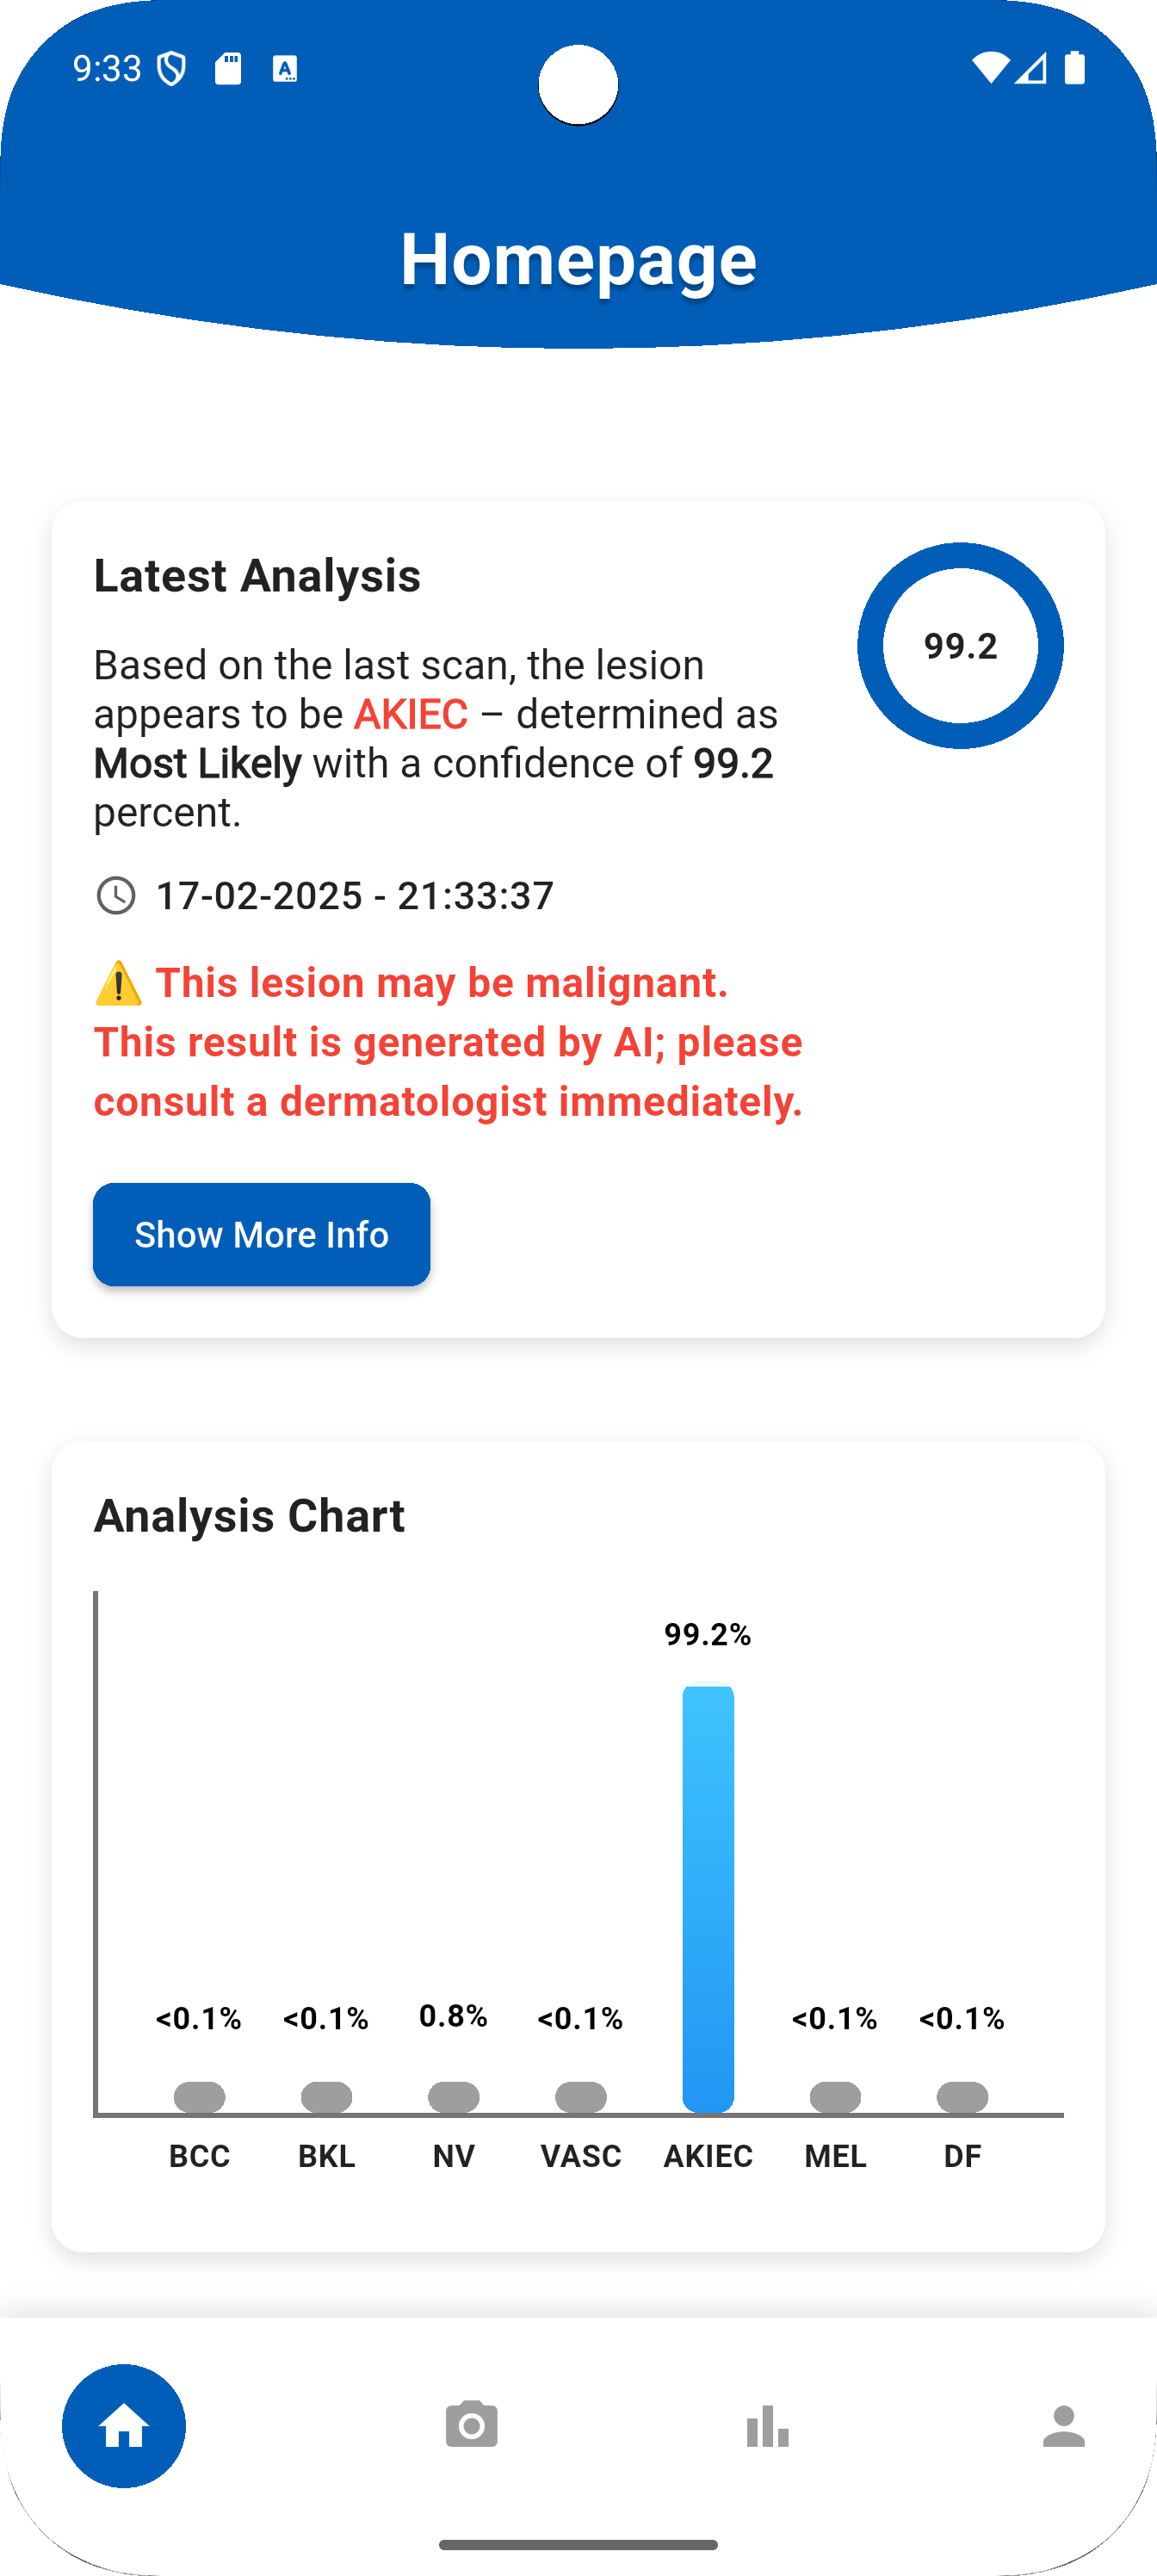 9:33
Homepage
Latest Analysis
99.2
Based on the last scan, the lesion
appears to be AKIEC – determined as
Most Likely with a confidence of 99.2
percent.
17-02-2025 - 21:33:37
⚠️ This lesion may be malignant.
This result is generated by AI; please
consult a dermatologist immediately.
Show More Info
Analysis Chart
99.2%
<0.1% <0.1% 0.8% <0.1% <0.1% <0.1%
BCC BKL NV VASC AKIEC MEL DF